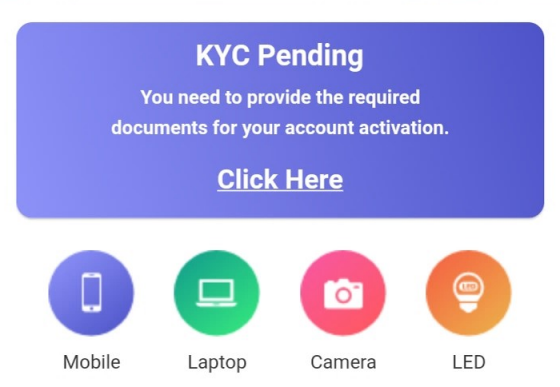 KYC Pending
You need to provide the required
documents for your account activation.
Click Here
LED
Mobile
Laptop
Camera
LED